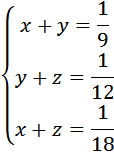 x + y = 1/9
y + z = 1/12
x + z = 1/18